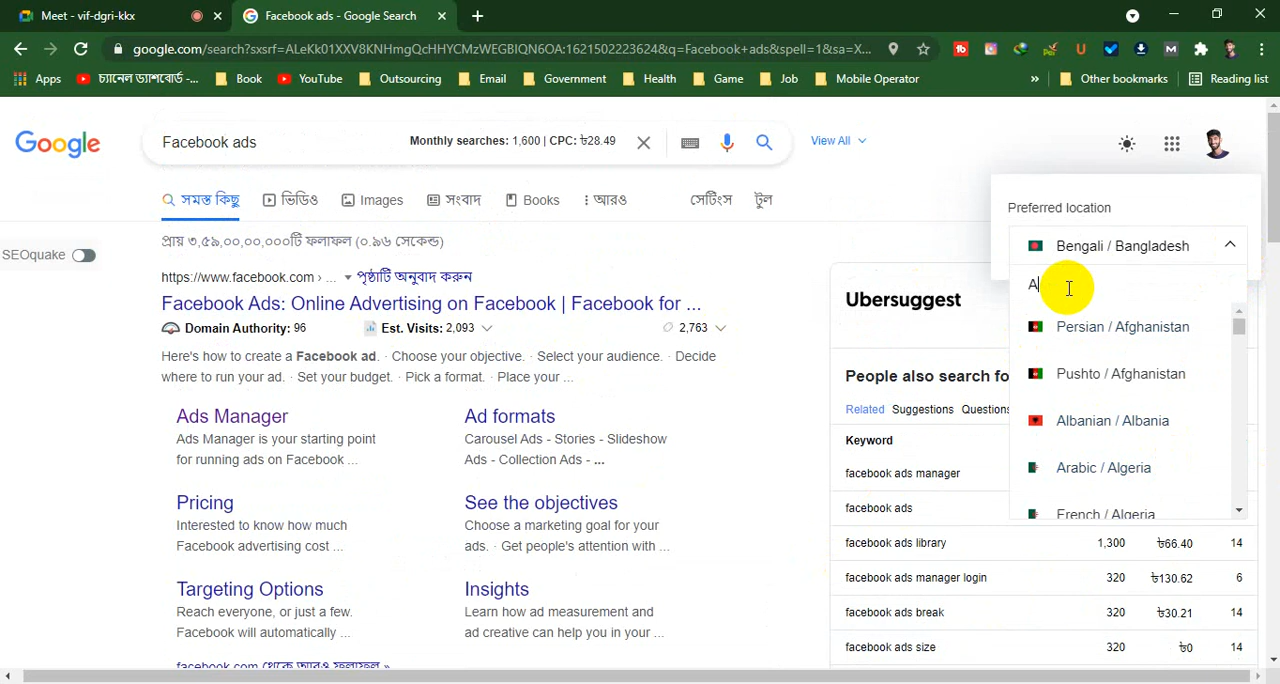 Meet - vif-dgri-kkx
Facebook ads - Google Search
google.com/search?sxsrf=ALeKk01XXV8KNHmgQcHHYCMzWEGBIQN6OA:1621502223624&q=Facebook+ads&spell=1&sa=X...
Apps
চ্যানেল ড্যাশবোর্ড -...
Book
YouTube
Outsourcing
Email
Government
Health
Game
Job
Mobile Operator
»
Other bookmarks
Reading list
Google
Facebook ads
Monthly searches: 1,600 | CPC: ৳28.49
View All
সমস্ত কিছু
ভিডিও
Images
সংবাদ
Books
আরও
সেটিংস
টুল
SEOquake
প্রায় ৩,৫৯,০০,০০,০০০টি ফলাফল (০.৯৬ সেকেন্ড)
https://www.facebook.com › ... ▼ পৃষ্ঠাটি অনুবাদ করুন
Facebook Ads: Online Advertising on Facebook | Facebook for ...
Domain Authority: 96
Est. Visits: 2,093
2,763
Here's how to create a Facebook ad. · Choose your objective. · Select your audience. · Decide
where to run your ad. · Set your budget. · Pick a format. · Place your ...
Ads Manager
Ads Manager is your starting point
for running ads on Facebook ...
Ad formats
Carousel Ads - Stories - Slideshow
Ads - Collection Ads - ...
Pricing
Interested to know how much
Facebook advertising cost ...
See the objectives
Choose a marketing goal for your
ads. · Get people's attention with ...
Targeting Options
Reach everyone, or just a few.
Facebook will automatically ...
Insights
Learn how ad measurement and
ad creative can help you in your ...
facebook.com থেকে আরও ফলাফল »
Preferred location
Bengali / Bangladesh
A
Persian / Afghanistan
Pushto / Afghanistan
Albanian / Albania
Arabic / Algeria
French / Algeria
Ubersuggest
People also search fo
Related
Suggestions
Questions
Keyword
facebook ads manager
facebook ads
facebook ads library
1,300
৳66.40
14
facebook ads manager login
320
৳130.62
6
facebook ads break
320
৳30.21
14
facebook ads size
320
৳0
14